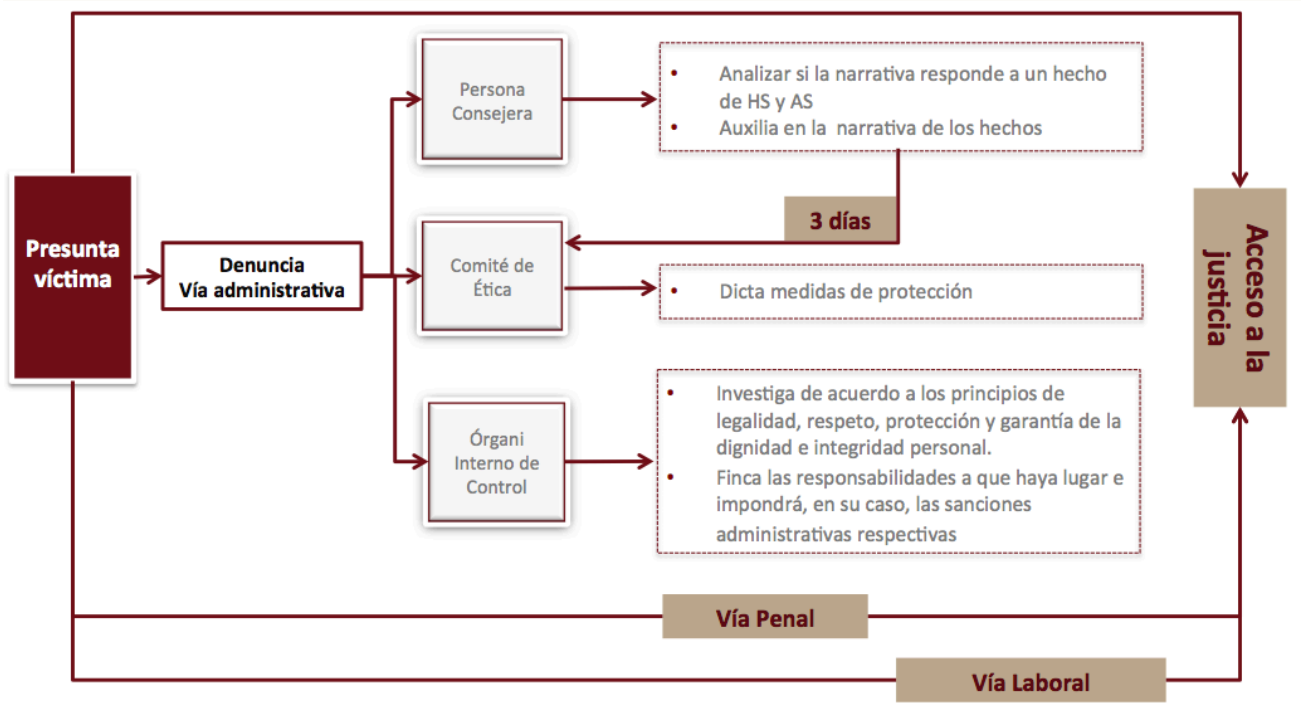 Presunta
víctima
Denuncia
Vía administrativa
Persona
Consejera
• Analizar si la narrativa responde a un hecho
de HS y AS
• Auxilia en la narrativa de los hechos
3 días
Comité de
Ética
• Dicta medidas de protección
Órgani
Interno de
Control
• Investiga de acuerdo a los principios de
legalidad, respeto, protección y garantía de la
dignidad e integridad personal.
• Finca las responsabilidades a que haya lugar e
impondrá, en su caso, las sanciones
administrativas respectivas
Acceso a la
justicia
Vía Penal
Vía Laboral